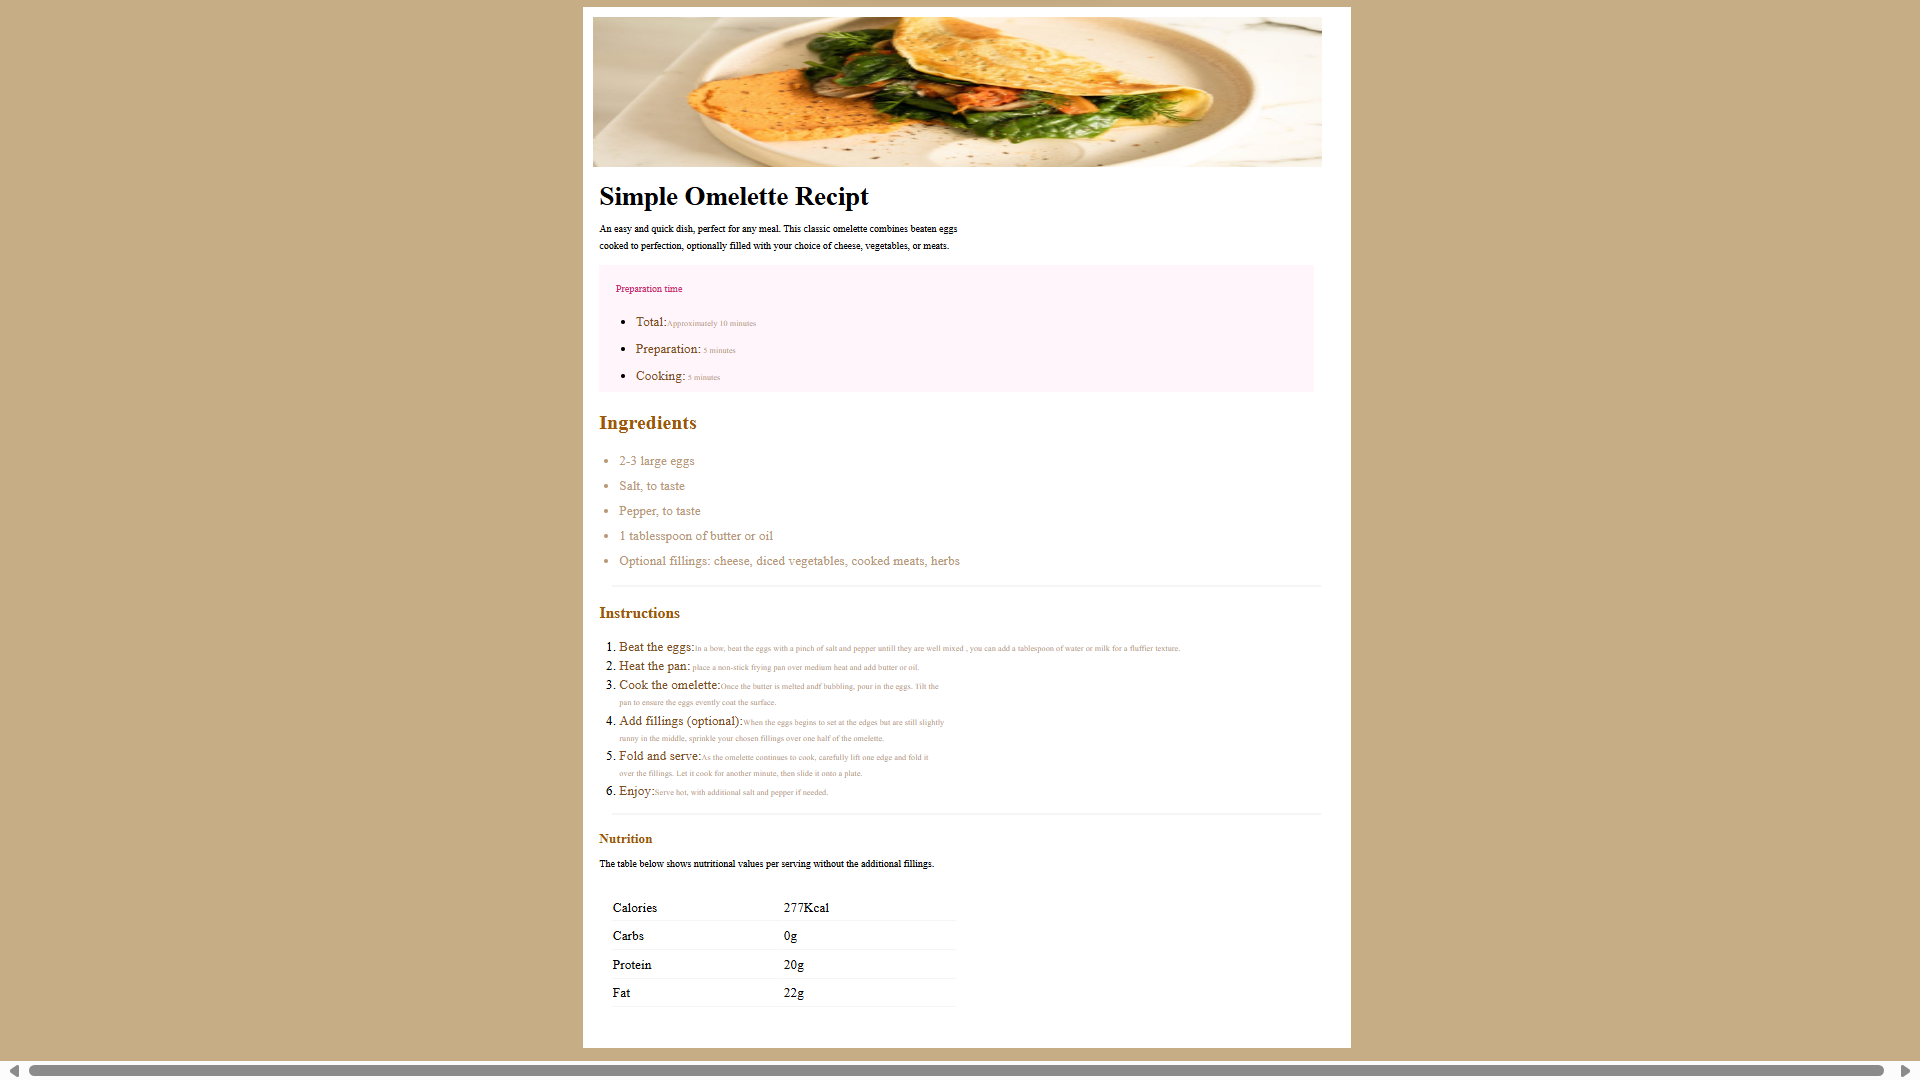 Simple Omelette Recipt
An easy and quick dish, perfect for any meal. This classic omelette combines beaten eggs
cooked to perfection, optionally filled with your choice of cheese, vegetables, or meats.
Preparation time
• Total:Approximately 10 minutes
• Preparation: 5 minutes
• Cooking: 5 minutes
Ingredients
• 2-3 large eggs
• Salt, to taste
• Pepper, to taste
• 1 tablesspoon of butter or oil
• Optional fillings: cheese, diced vegetables, cooked meats, herbs
Instructions
1. Beat the eggs:In a bow, beat the eggs with a pinch of salt and pepper untill they are well mixed , you can add a tablespoon of water or milk for a fluffier texture.
2. Heat the pan: place a non-stick frying pan over medium heat and add butter or oil.
3. Cook the omelette:Once the butter is melted andf bubbling, pour in the eggs. Tilt the
pan to ensure the eggs evently coat the surface.
4. Add fillings (optional):When the eggs begins to set at the edges but are still slightly
runny in the middle, sprinkle your chosen fillings over one half of the omelette.
5. Fold and serve:As the omelette continues to cook, carefully lift one edge and fold it
over the fillings. Let it cook for another minute, then slide it onto a plate.
6. Enjoy:Serve hot, with additional salt and pepper if needed.
Nutrition
The table below shows nutritional values per serving without the additional fillings.
Calories 277Kcal
Carbs 0g
Protein 20g
Fat 22g